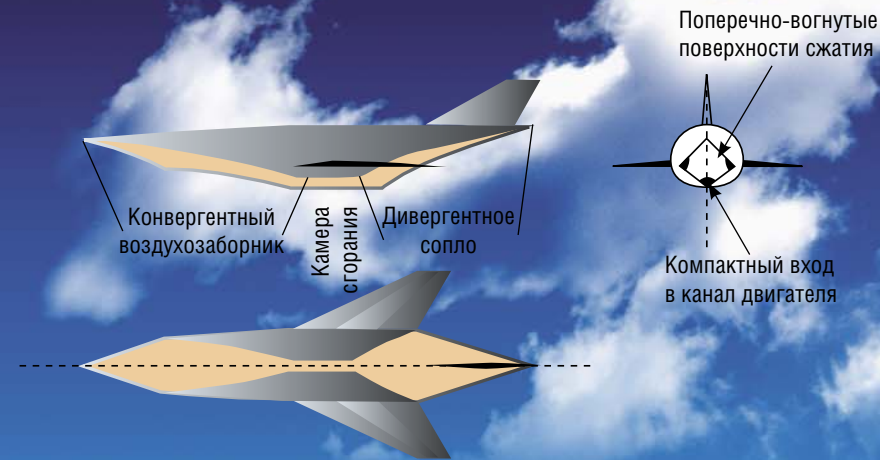 Поперечно-вогнутые
поверхности сжатия
Конвергентный
воздухозаборник
Камера
сгорания
Дивергентное
сопло
Компактный вход
в канал двигателя